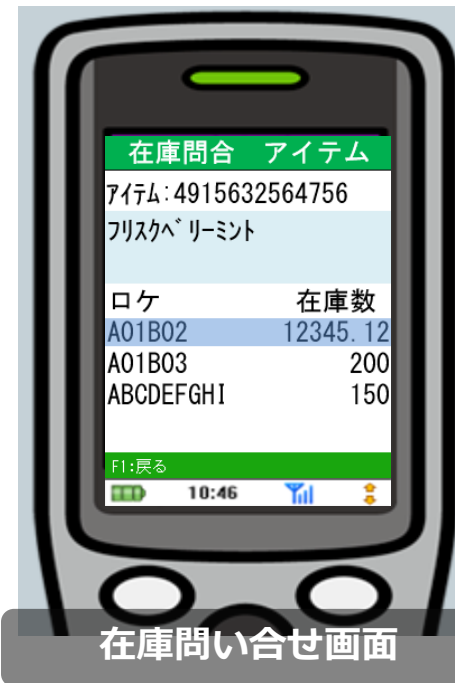 在庫問合 アイテム
ｱｲﾃﾑ:4915632564756
ﾌﾘｽｸﾍﾞﾘｰﾐﾝﾄ
ロケ 在庫数
A01B02 12345.12
A01B03 200
ABCDEFGHI 150
F1:戻る
10:46
在庫問い合せ画面